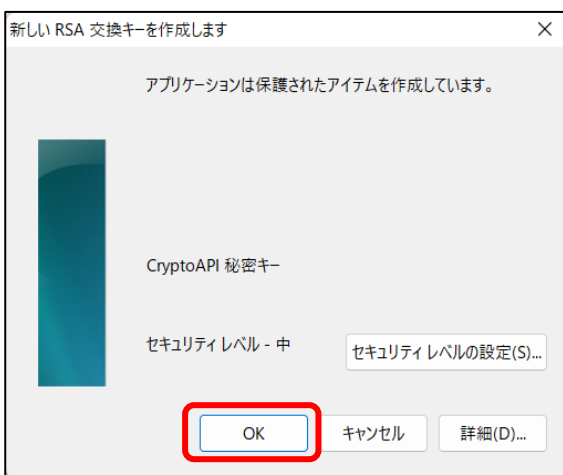 新しい RSA 交換キーを作成します
アプリケーションは保護されたアイテムを作成しています。
CryptoAPI 秘密キー
セキュリティ レベル - 中
セキュリティ レベルの設定(S)...
OK
キャンセル
詳細(D)...